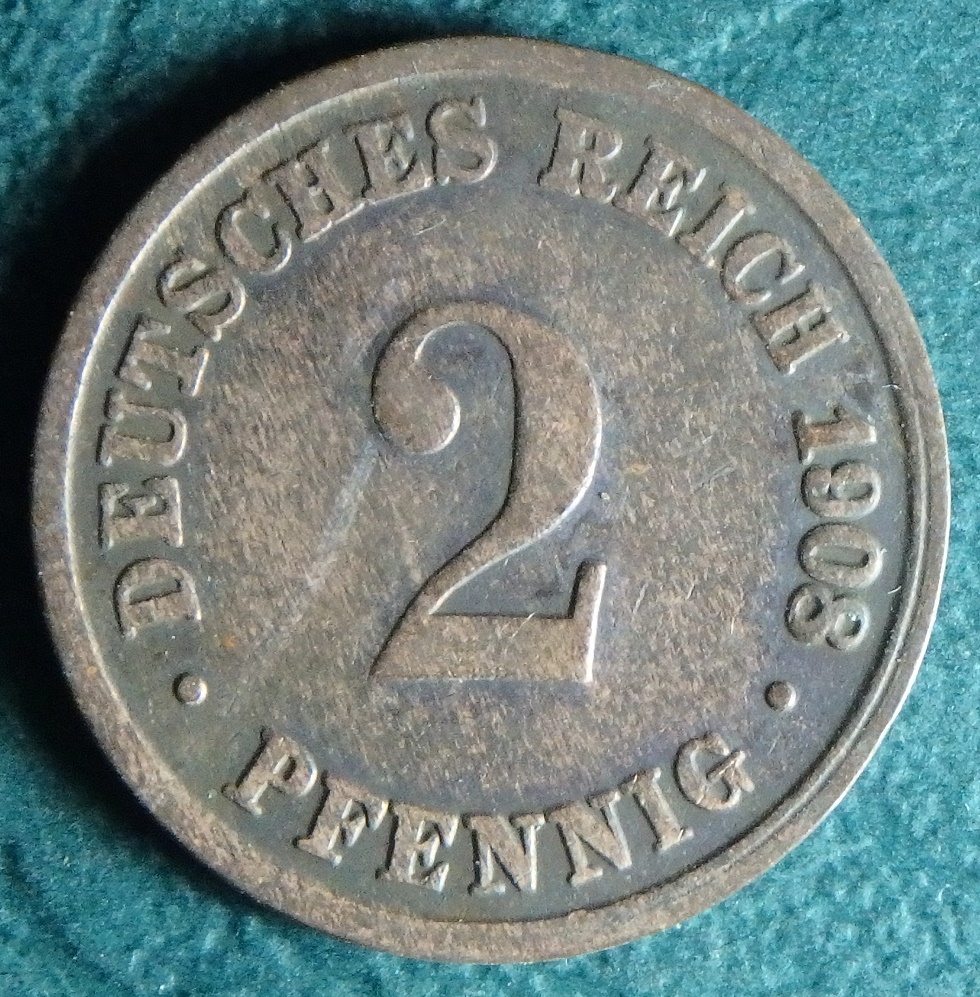 DEUTSCHES REICH 1908
2
PFENNIG